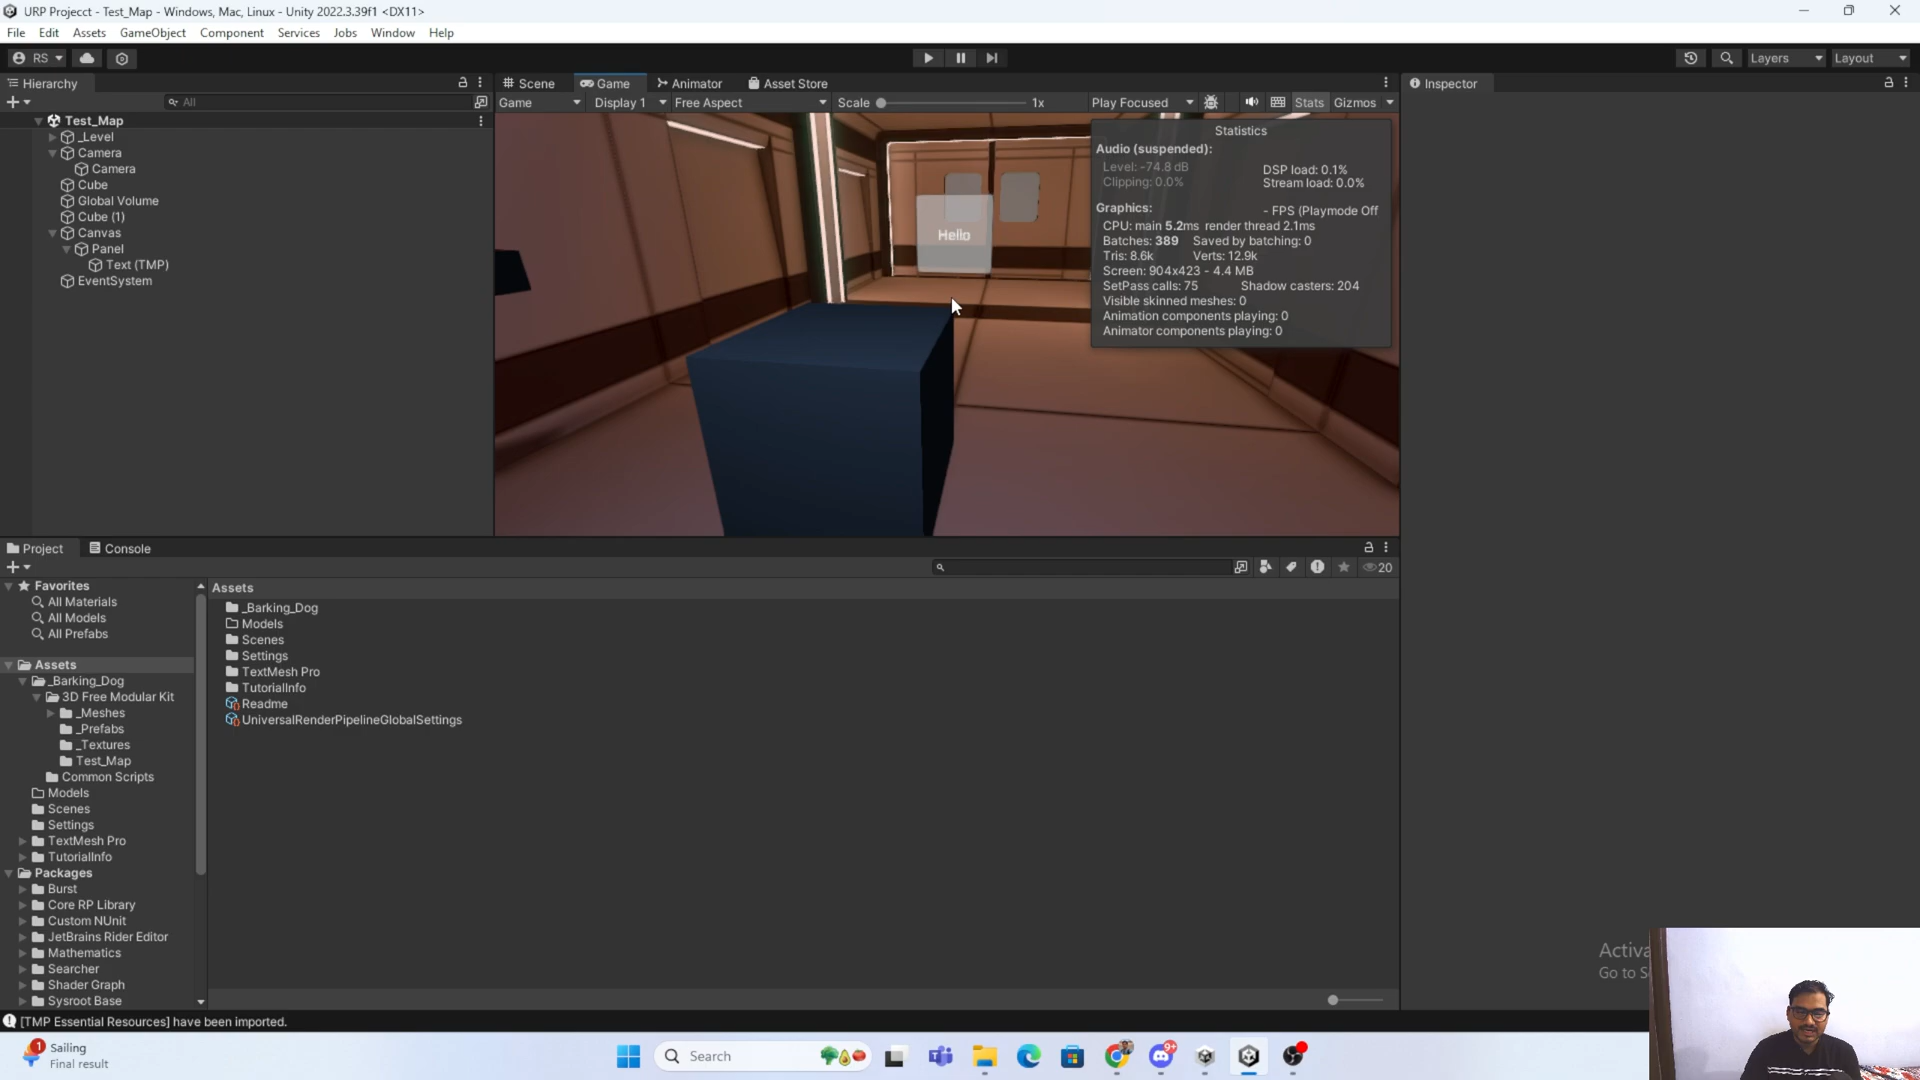 URP Projecct - Test_Map - Windows, Mac, Linux - Unity 2022.3.39f1 <DX11>
File Edit Assets GameObject Component Services Jobs Window Help
RS Layers Layout
Hierarchy
All
Test_Map
_Level
Camera
Camera
Cube
Global Volume
Cube (1)
Canvas
Panel
Text (TMP)
EventSystem
Scene Game Animator Asset Store
Game Display 1 Free Aspect Scale 1x Play Focused Stats Gizmos
Hello
Statistics
Audio (suspended):
Level: -74.8 dB DSP load: 0.1%
Clipping: 0.0% Stream load: 0.0%
Graphics: - FPS (Playmode Off
CPU: main 5.2ms render thread 2.1ms
Batches: 389 Saved by batching: 0
Tris: 8.6k Verts: 12.9k
Screen: 904x423 - 4.4 MB
SetPass calls: 75 Shadow casters: 204
Visible skinned meshes: 0
Animation components playing: 0
Animator components playing: 0
Inspector
Project Console
20
Favorites
All Materials
All Models
All Prefabs
Assets
_Barking_Dog
3D Free Modular Kit
_Meshes
_Prefabs
_Textures
Test_Map
Common Scripts
Models
Scenes
Settings
TextMesh Pro
TutorialInfo
Packages
Burst
Core RP Library
Custom NUnit
JetBrains Rider Editor
Mathematics
Searcher
Shader Graph
Sysroot Base
Assets
_Barking_Dog
Models
Scenes
Settings
TextMesh Pro
TutorialInfo
Readme
UniversalRenderPipelineGlobalSettings
Activa
Go to S
[TMP Essential Resources] have been imported.
1
Sailing
Final result
Search
9+